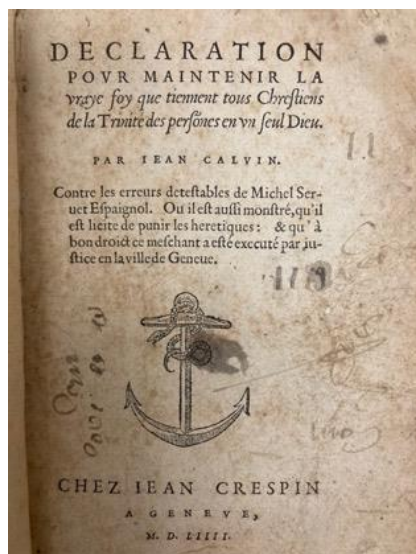 DECLARATION
POVR MAINTENIR LA
vraye foy que tiennent tous Chrestiens
de la Trinité des persõnes en vn seul Dieu.
PAR IEAN CALVIN.
Contre les erreurs detestables de Michel Ser-
uet Espaignol. Ou il est aussi monstré, qu'il
est licite de punir les heretiques: & qu'à
bon droict ce meschant a esté executé par iu-
stice en la ville de Geneue.
CHEZ IEAN CRESPIN
A GENEVE,
M. D. LIIII.